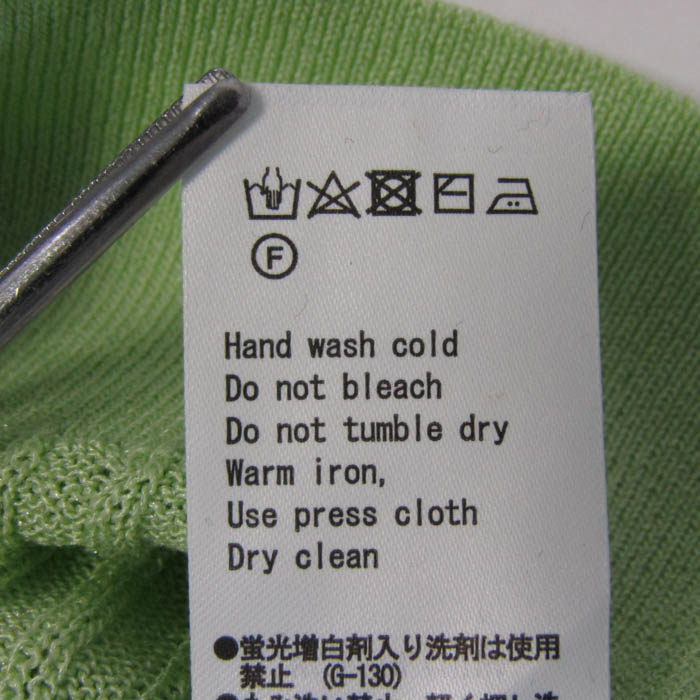 F
Hand wash cold
Do not bleach
Do not tumble dry
Warm iron,
Use press cloth
Dry clean
●蛍光増白剤入り洗剤は使用
禁止 (G-130)